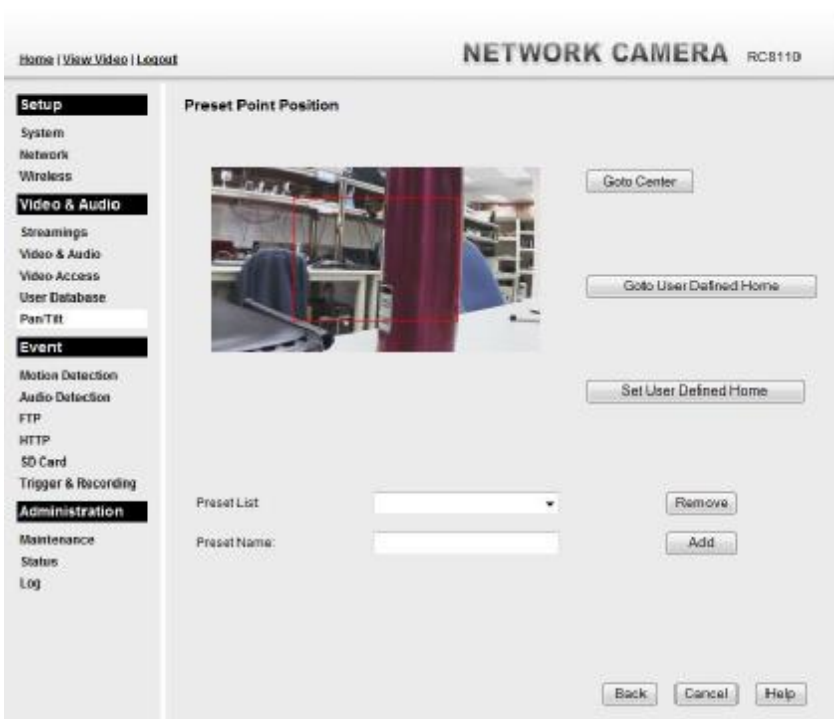 Home | View Video | Logout
NETWORK CAMERA RC8110
Setup
System
Network
Wireless
Video & Audio
Streamings
Video & Audio
Video Access
User Database
Pan/Tilt
Event
Motion Detection
Audio Detection
FTP
HTTP
SD Card
Trigger & Recording
Administration
Maintenance
Status
Log
Preset Point Position
Goto Center
Goto User Defined Home
Set User Defined Home
Preset List
Remove
Preset Name:
Add
Back
Cancel
Help